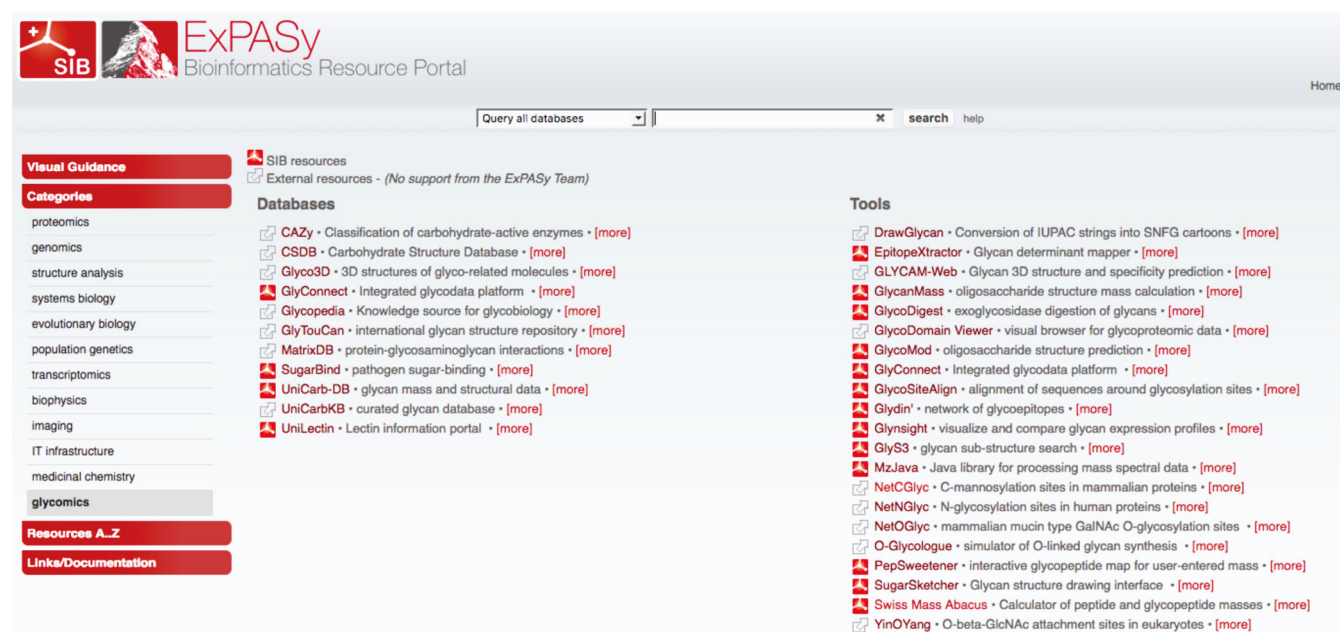 SIB
ExPASy
Bioinformatics Resource Portal
Home
Query all databases
search help
Visual Guidance
Categories
proteomics
genomics
structure analysis
systems biology
evolutionary biology
population genetics
transcriptomics
biophysics
imaging
IT infrastructure
medicinal chemistry
glycomics
Resources A..Z
Links/Documentation
SIB resources
External resources - (No support from the ExPASy Team)
Databases
CAZy • Classification of carbohydrate-active enzymes • [more]
CSDB • Carbohydrate Structure Database • [more]
Glyco3D • 3D structures of glyco-related molecules • [more]
GlyConnect • Integrated glycodata platform • [more]
Glycopedia • Knowledge source for glycobiology • [more]
GlyTouCan • international glycan structure repository • [more]
MatrixDB • protein-glycosaminoglycan interactions • [more]
SugarBind • pathogen sugar-binding • [more]
UniCarb-DB • glycan mass and structural data • [more]
UniCarbKB • curated glycan database • [more]
UniLectin • Lectin information portal • [more]
Tools
DrawGlycan • Conversion of IUPAC strings into SNFG cartoons • [more]
EpitopeXtractor • Glycan determinant mapper • [more]
GLYCAM-Web • Glycan 3D structure and specificity prediction • [more]
GlycanMass • oligosaccharide structure mass calculation • [more]
GlycoDigest • exoglycosidase digestion of glycans • [more]
GlycoDomain Viewer • visual browser for glycoproteomic data • [more]
GlycoMod • oligosaccharide structure prediction • [more]
GlyConnect • Integrated glycodata platform • [more]
GlycoSiteAlign • alignment of sequences around glycosylation sites • [more]
Glydin' • network of glycoepitopes • [more]
Glynsight • visualize and compare glycan expression profiles • [more]
GlyS3 • glycan sub-structure search • [more]
MzJava • Java library for processing mass spectral data • [more]
NetCGlyc • C-mannosylation sites in mammalian proteins • [more]
NetNGlyc • N-glycosylation sites in human proteins • [more]
NetOGlyc • mammalian mucin type GalNAc O-glycosylation sites • [more]
O-Glycologue • simulator of O-linked glycan synthesis • [more]
PepSweetener • interactive glycopeptide map for user-entered mass • [more]
SugarSketcher • Glycan structure drawing interface • [more]
Swiss Mass Abacus • Calculator of peptide and glycopeptide masses • [more]
YinOYang • O-beta-GlcNAc attachment sites in eukaryotes • [more]